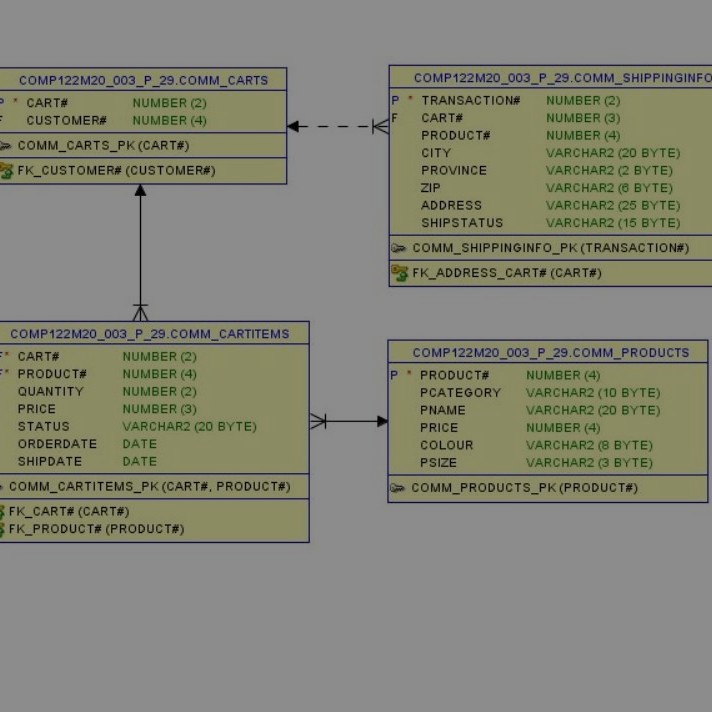 COMP122M20_003_P_29.COMM_CARTS
P * CART# NUMBER (2)
F CUSTOMER# NUMBER (4)
COMM_CARTS_PK (CART#)
FK_CUSTOMER# (CUSTOMER#)
COMP122M20_003_P_29.COMM_SHIPPINGINFO
P * TRANSACTION# NUMBER (2)
F CART# NUMBER (3)
PRODUCT# NUMBER (4)
CITY VARCHAR2 (20 BYTE)
PROVINCE VARCHAR2 (2 BYTE)
ZIP VARCHAR2 (6 BYTE)
ADDRESS VARCHAR2 (25 BYTE)
SHIPSTATUS VARCHAR2 (15 BYTE)
COMM_SHIPPINGINFO_PK (TRANSACTION#)
FK_ADDRESS_CART# (CART#)
COMP122M20_003_P_29.COMM_CARTITEMS
F* CART# NUMBER (2)
F* PRODUCT# NUMBER (4)
QUANTITY NUMBER (2)
PRICE NUMBER (3)
STATUS VARCHAR2 (20 BYTE)
ORDERDATE DATE
SHIPDATE DATE
COMM_CARTITEMS_PK (CART#, PRODUCT#)
FK_CART# (CART#)
FK_PRODUCT# (PRODUCT#)
COMP122M20_003_P_29.COMM_PRODUCTS
P * PRODUCT# NUMBER (4)
PCATEGORY VARCHAR2 (10 BYTE)
PNAME VARCHAR2 (20 BYTE)
PRICE NUMBER (4)
COLOUR VARCHAR2 (8 BYTE)
PSIZE VARCHAR2 (3 BYTE)
COMM_PRODUCTS_PK (PRODUCT#)